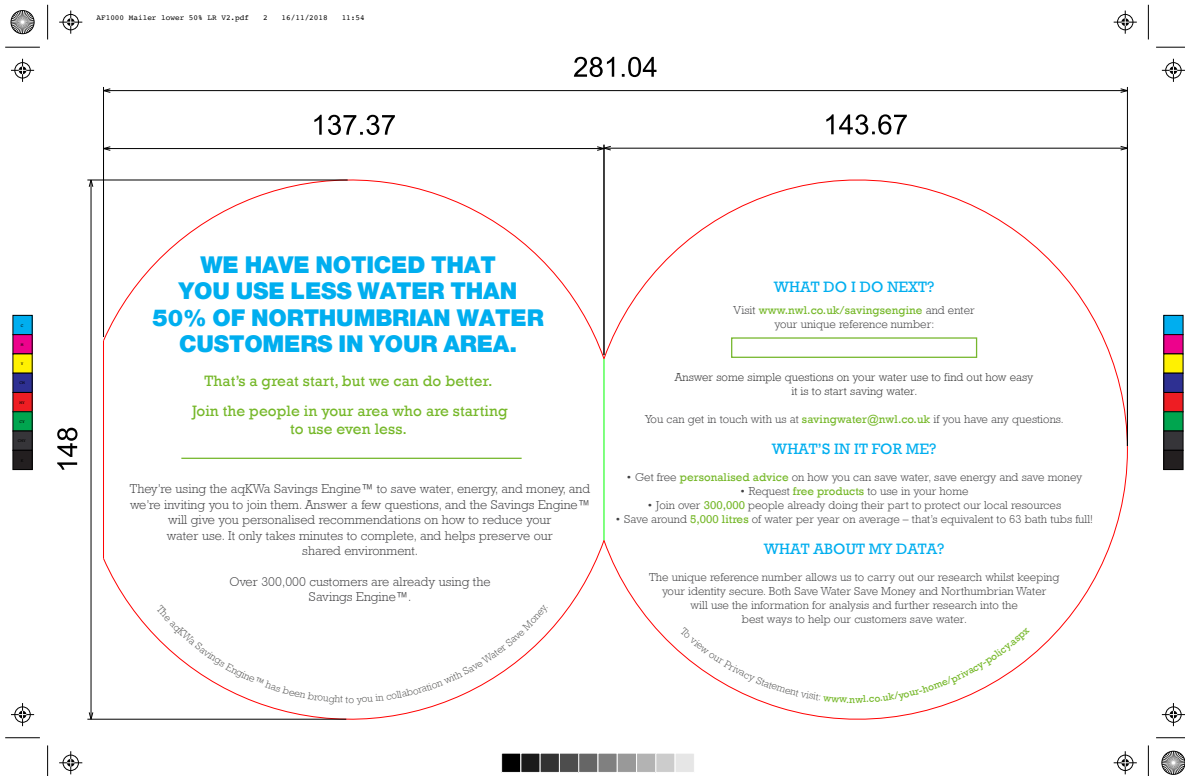 AF1000 Mailer lower 50% LR V2.pdf 2 16/11/2018 11:54
281.04
137.37
143.67
148
WE HAVE NOTICED THAT
YOU USE LESS WATER THAN
50% OF NORTHUMBRIAN WATER
CUSTOMERS IN YOUR AREA.
That's a great start, but we can do better.
Join the people in your area who are starting
to use even less.
They're using the aqKWa Savings Engine™ to save water, energy, and money, and
we're inviting you to join them. Answer a few questions, and the Savings Engine™
will give you personalised recommendations on how to reduce your
water use. It only takes minutes to complete, and helps preserve our
shared environment.
Over 300,000 customers are already using the
Savings Engine™.
The aqKWa Savings Engine™ has been brought to you in collaboration with Save Water Save Money.
WHAT DO I DO NEXT?
Visit www.nwl.co.uk/savingsengine and enter
your unique reference number:
Answer some simple questions on your water use to find out how easy
it is to start saving water.
You can get in touch with us at savingwater@nwl.co.uk if you have any questions.
WHAT'S IN IT FOR ME?
• Get free personalised advice on how you can save water, save energy and save money
• Request free products to use in your home
• Join over 300,000 people already doing their part to protect our local resources
• Save around 5,000 litres of water per year on average – that's equivalent to 63 bath tubs full!
WHAT ABOUT MY DATA?
The unique reference number allows us to carry out our research whilst keeping
your identity secure. Both Save Water Save Money and Northumbrian Water
will use the information for analysis and further research into the
best ways to help our customers save water.
To view our Privacy Statement visit: www.nwl.co.uk/your-home/privacy-policy.aspx